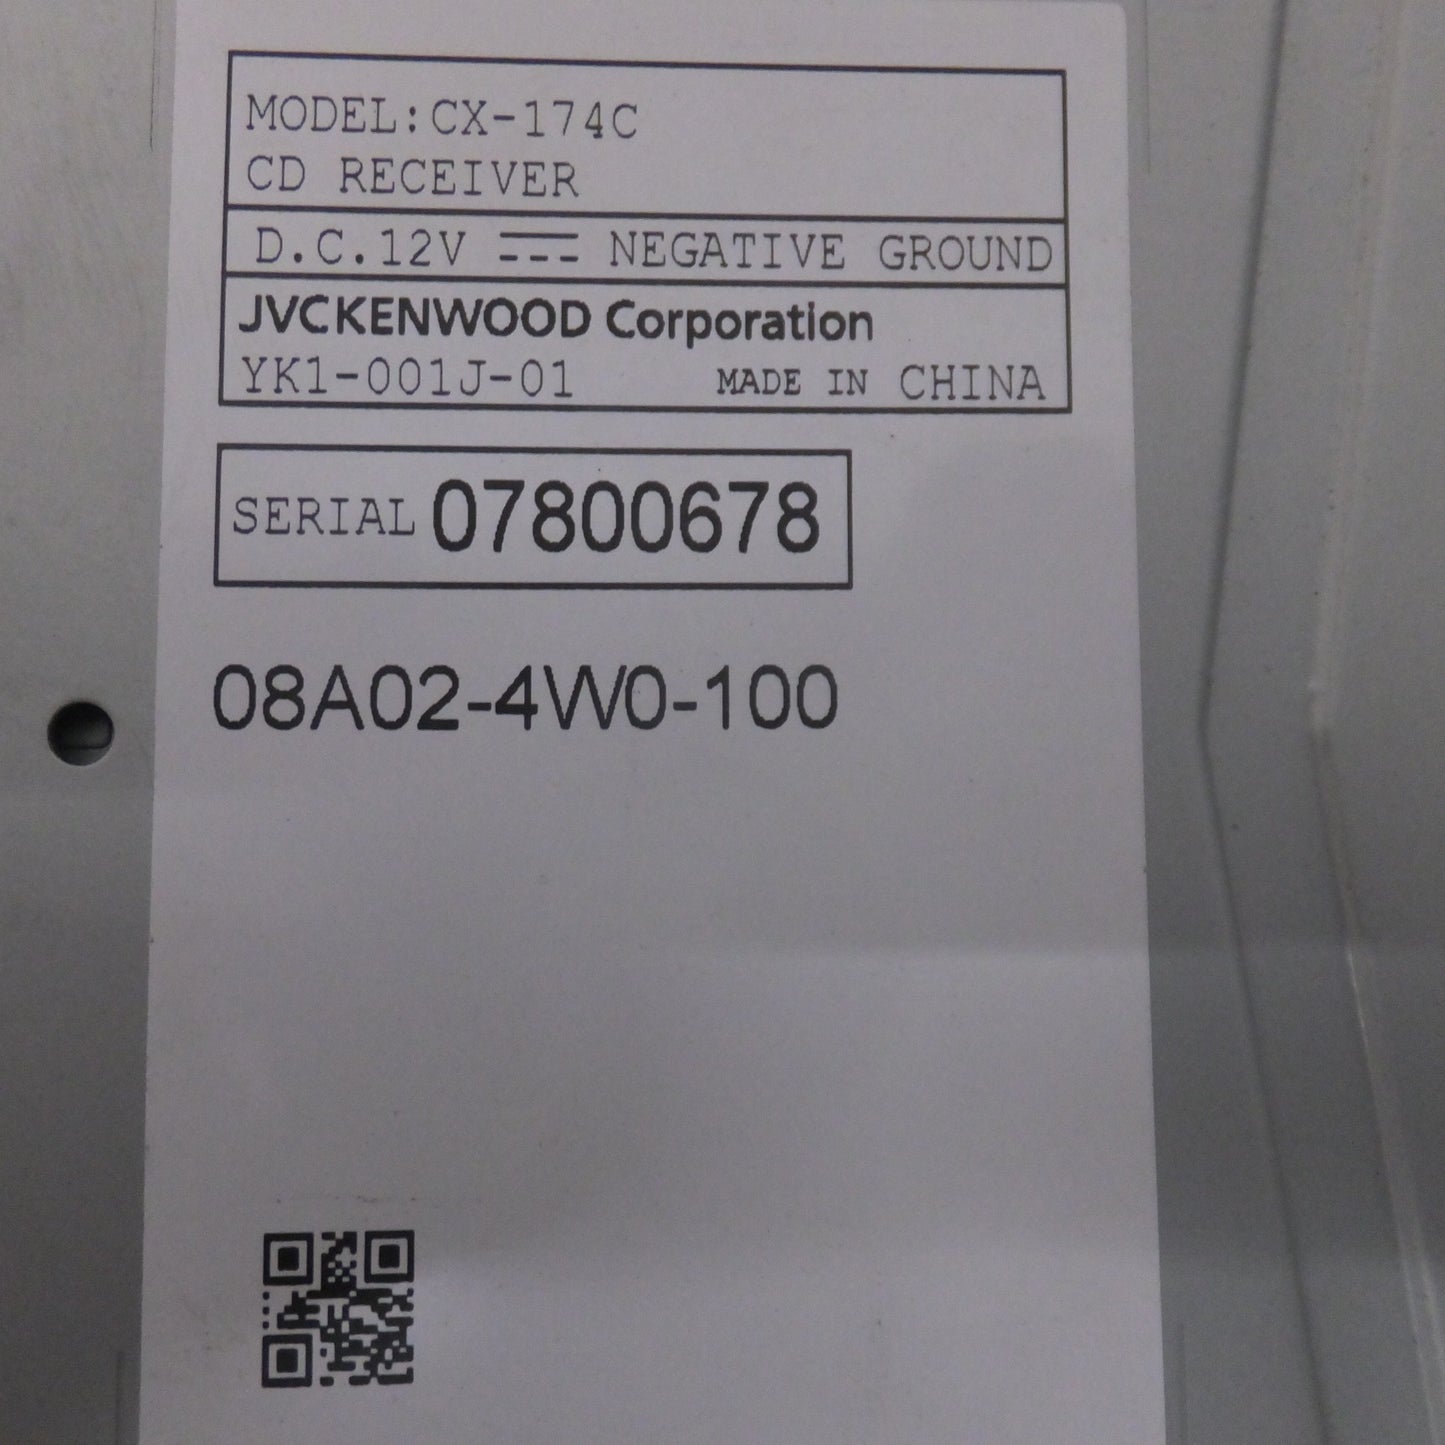 MODEL:CX-174C
CD RECEIVER
D.C.12V NEGATIVE GROUND
JVCKENWOOD Corporation
YK1-001J-01 MADE IN CHINA
SERIAL 07800678
08A02-4W0-100